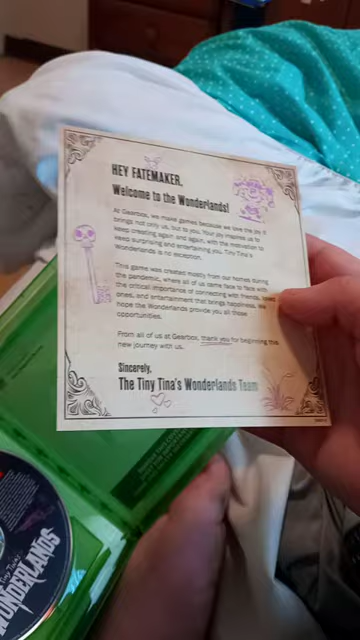 HEY FATEMAKER,
Welcome to the Wonderlands!
At Gearbox, we make games because we love the joy it
brings not only us, but to you. Your joy inspires us to
keep creating again and again, with the motivation to
keep surprising and entertaining you. Tiny Tina's
Wonderlands is no exception.
This game was created mostly from our homes during
the pandemic, where all of us came face to face with
the critical importance of connecting with friends, loved
ones, and entertainment that brings happiness. We
hope the Wonderlands provide you all those
opportunities.
From all of us at Gearbox, thank you for beginning this
new journey with us.
Sincerely,
The Tiny Tina's Wonderlands Team
Tiny Tina's
WONDERLANDS